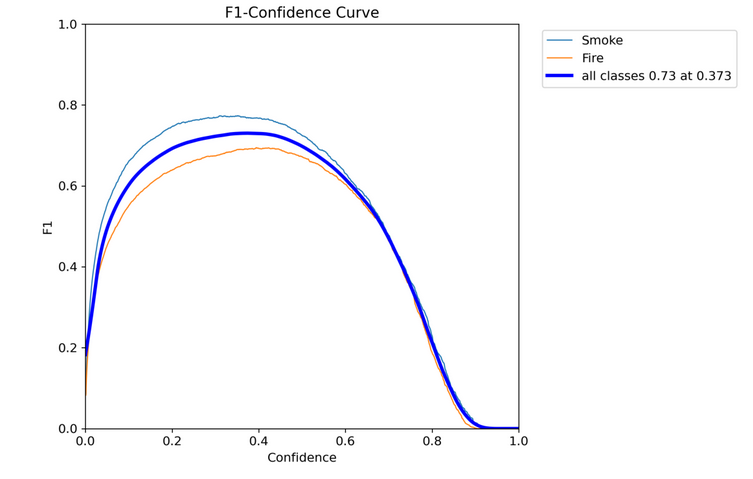 F1-Confidence Curve
Smoke
Fire
all classes 0.73 at 0.373
1.0
0.8
0.6
0.4
0.2
0.0
F1
0.0 0.2 0.4 0.6 0.8 1.0
Confidence